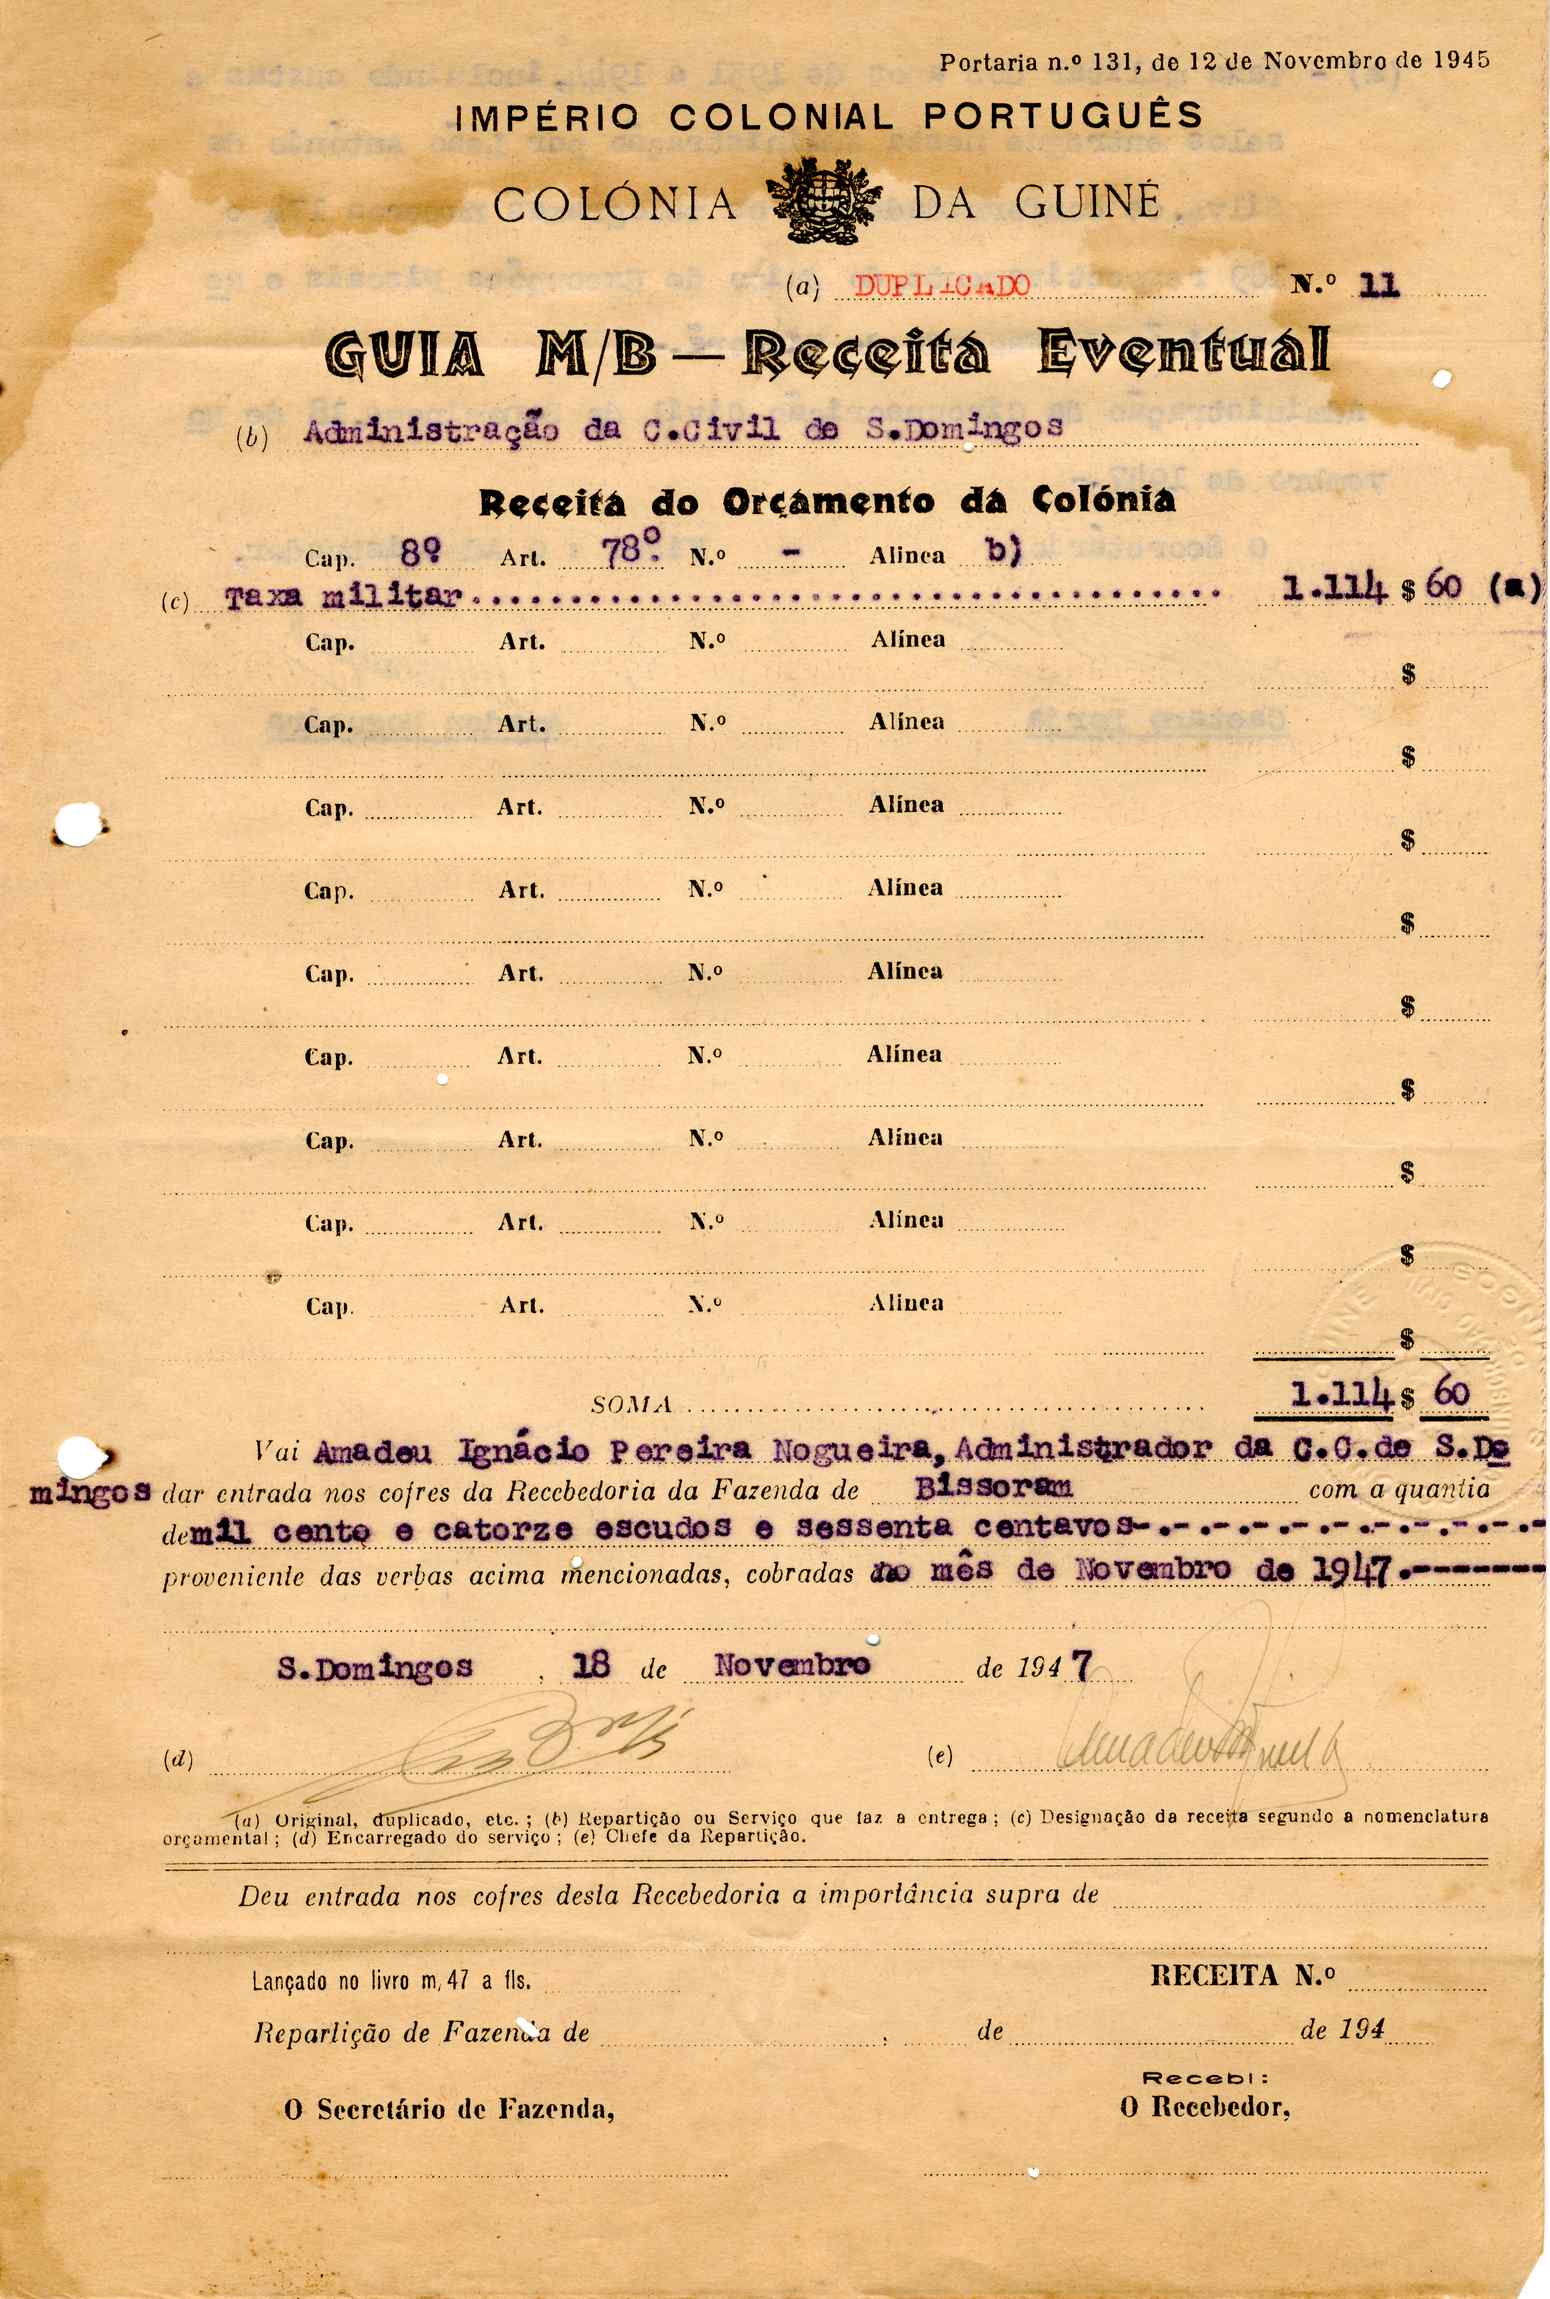 Portaria n.º 131, de 12 de Novembro de 1945
IMPÉRIO COLONIAL PORTUGUÊS
COLÓNIA DA GUINÉ
(a) DUPLICADO N.º 11
GUIA M/B — Receita Eventual
(b) Administração da C.Civil de S.Domingos
Receita do Orçamento da Colónia
Cap. 8º Art. 78º. N.º - Alínea b)
(c) Taxa militar...................................... 1.114 $ 60 (a)
Cap. Art. N.º Alínea
$
Cap. Art. N.º Alínea
$
Cap. Art. N.º Alínea
$
Cap. Art. N.º Alínea
$
Cap. Art. N.º Alínea
$
Cap. Art. N.º Alínea
$
Cap. Art. N.º Alínea
$
Cap. Art. N.º Alínea
$
Cap. Art. N.º Alínea
$
SOMA 1.114 $ 60
Vai Amadeu Ignácio Pereira Nogueira, Administrador da C.C.de S.Do
mingos dar entrada nos cofres da Recebedoria da Fazenda de Bissoram com a quantia
de mil cento e catorze escudos e sessenta centavos-.-.-.-.-.-.-.-.-.-.-
proveniente das verbas acima mencionadas, cobradas no mês de Novembro de 1947.-------
S.Domingos , 18 de Novembro de 1947
(d) (e)
(a) Original, duplicado, etc. ; (b) Repartição ou Serviço que faz a entrega ; (c) Designação da receita segundo a nomenclatura
orçamental ; (d) Encarregado do serviço ; (e) Chefe da Repartição.
Deu entrada nos cofres desta Recebedoria a importância supra de
Lançado no livro m, 47 a fls. RECEITA N.º
Repartição de Fazenda de , de de 194
Recebi:
O Secretário de Fazenda, O Recebedor,